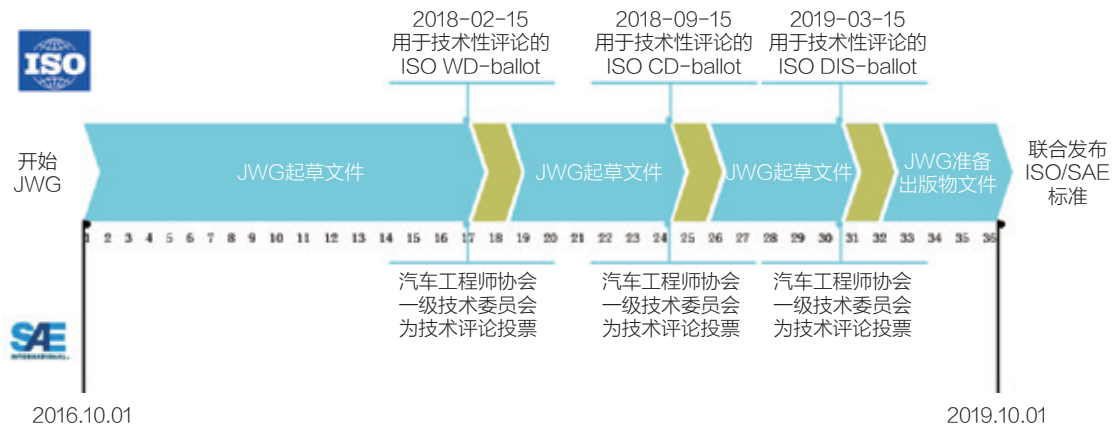 2018-02-15
用于技术性评论的
ISO WD-ballot
2018-09-15
用于技术性评论的
ISO CD-ballot
2019-03-15
用于技术性评论的
ISO DIS-ballot
ISO
开始
JWG
JWG起草文件
JWG起草文件
JWG起草文件
JWG准备
出版物文件
联合发布
ISO/SAE
标准
1 2 3 4 5 6 7 8 9 10 11 12 13 14 15 16 17 18 19 20 21 22 23 24 25 26 27 28 29 30 31 32 33 34 35 36
汽车工程师协会
一级技术委员会
为技术评论投票
汽车工程师协会
一级技术委员会
为技术评论投票
汽车工程师协会
一级技术委员会
为技术评论投票
SAE
INTERNATIONAL
2016.10.01
2019.10.01